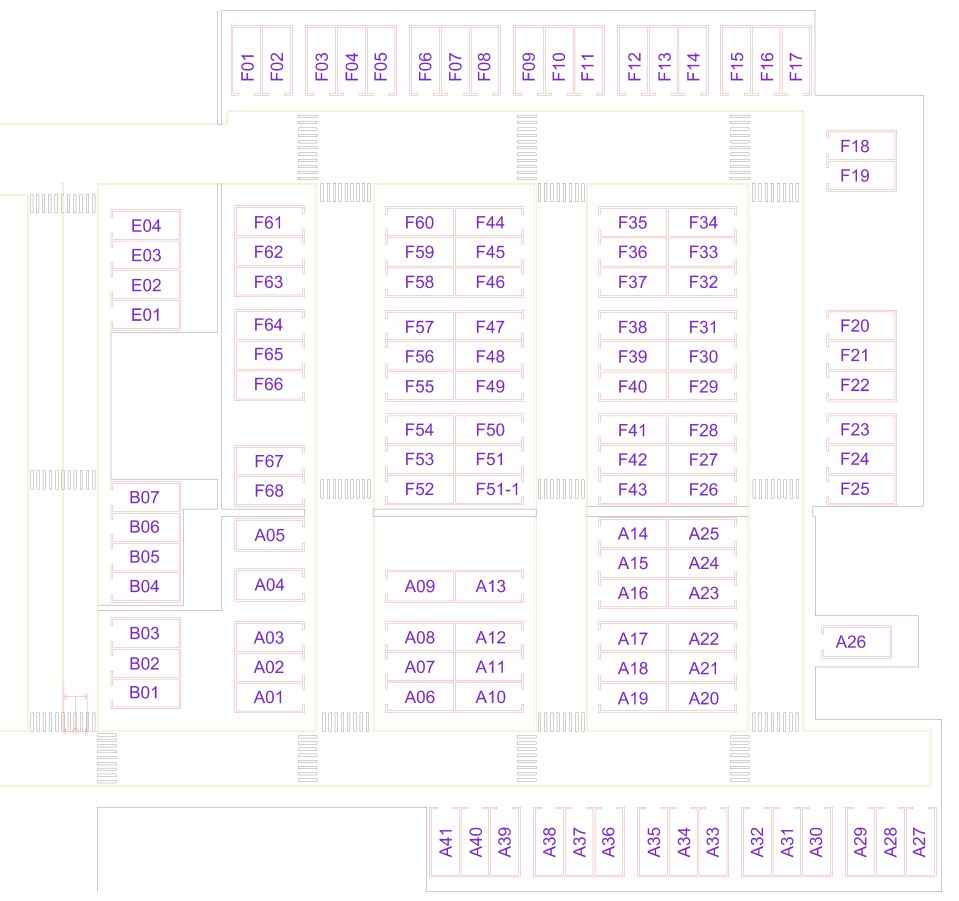 F01 F02 F03 F04 F05 F06 F07 F08 F09 F10 F11 F12 F13 F14 F15 F16 F17
F18
F19
E04 F61 F60 F44 F35 F34
E03 F62 F59 F45 F36 F33
E02 F63 F58 F46 F37 F32
E01
F64 F57 F47 F38 F31 F20
F65 F56 F48 F39 F30 F21
F66 F55 F49 F40 F29 F22
F54 F50 F41 F28 F23
F67 F53 F51 F42 F27 F24
B07 F68 F52 F51-1 F43 F26 F25
B06 A05 A14 A25
B05 A15 A24
B04 A04 A09 A13 A16 A23
B03 A03 A08 A12 A17 A22 A26
B02 A02 A07 A11 A18 A21
B01 A01 A06 A10 A19 A20
A41 A40 A39 A38 A37 A36 A35 A34 A33 A32 A31 A30 A29 A28 A27